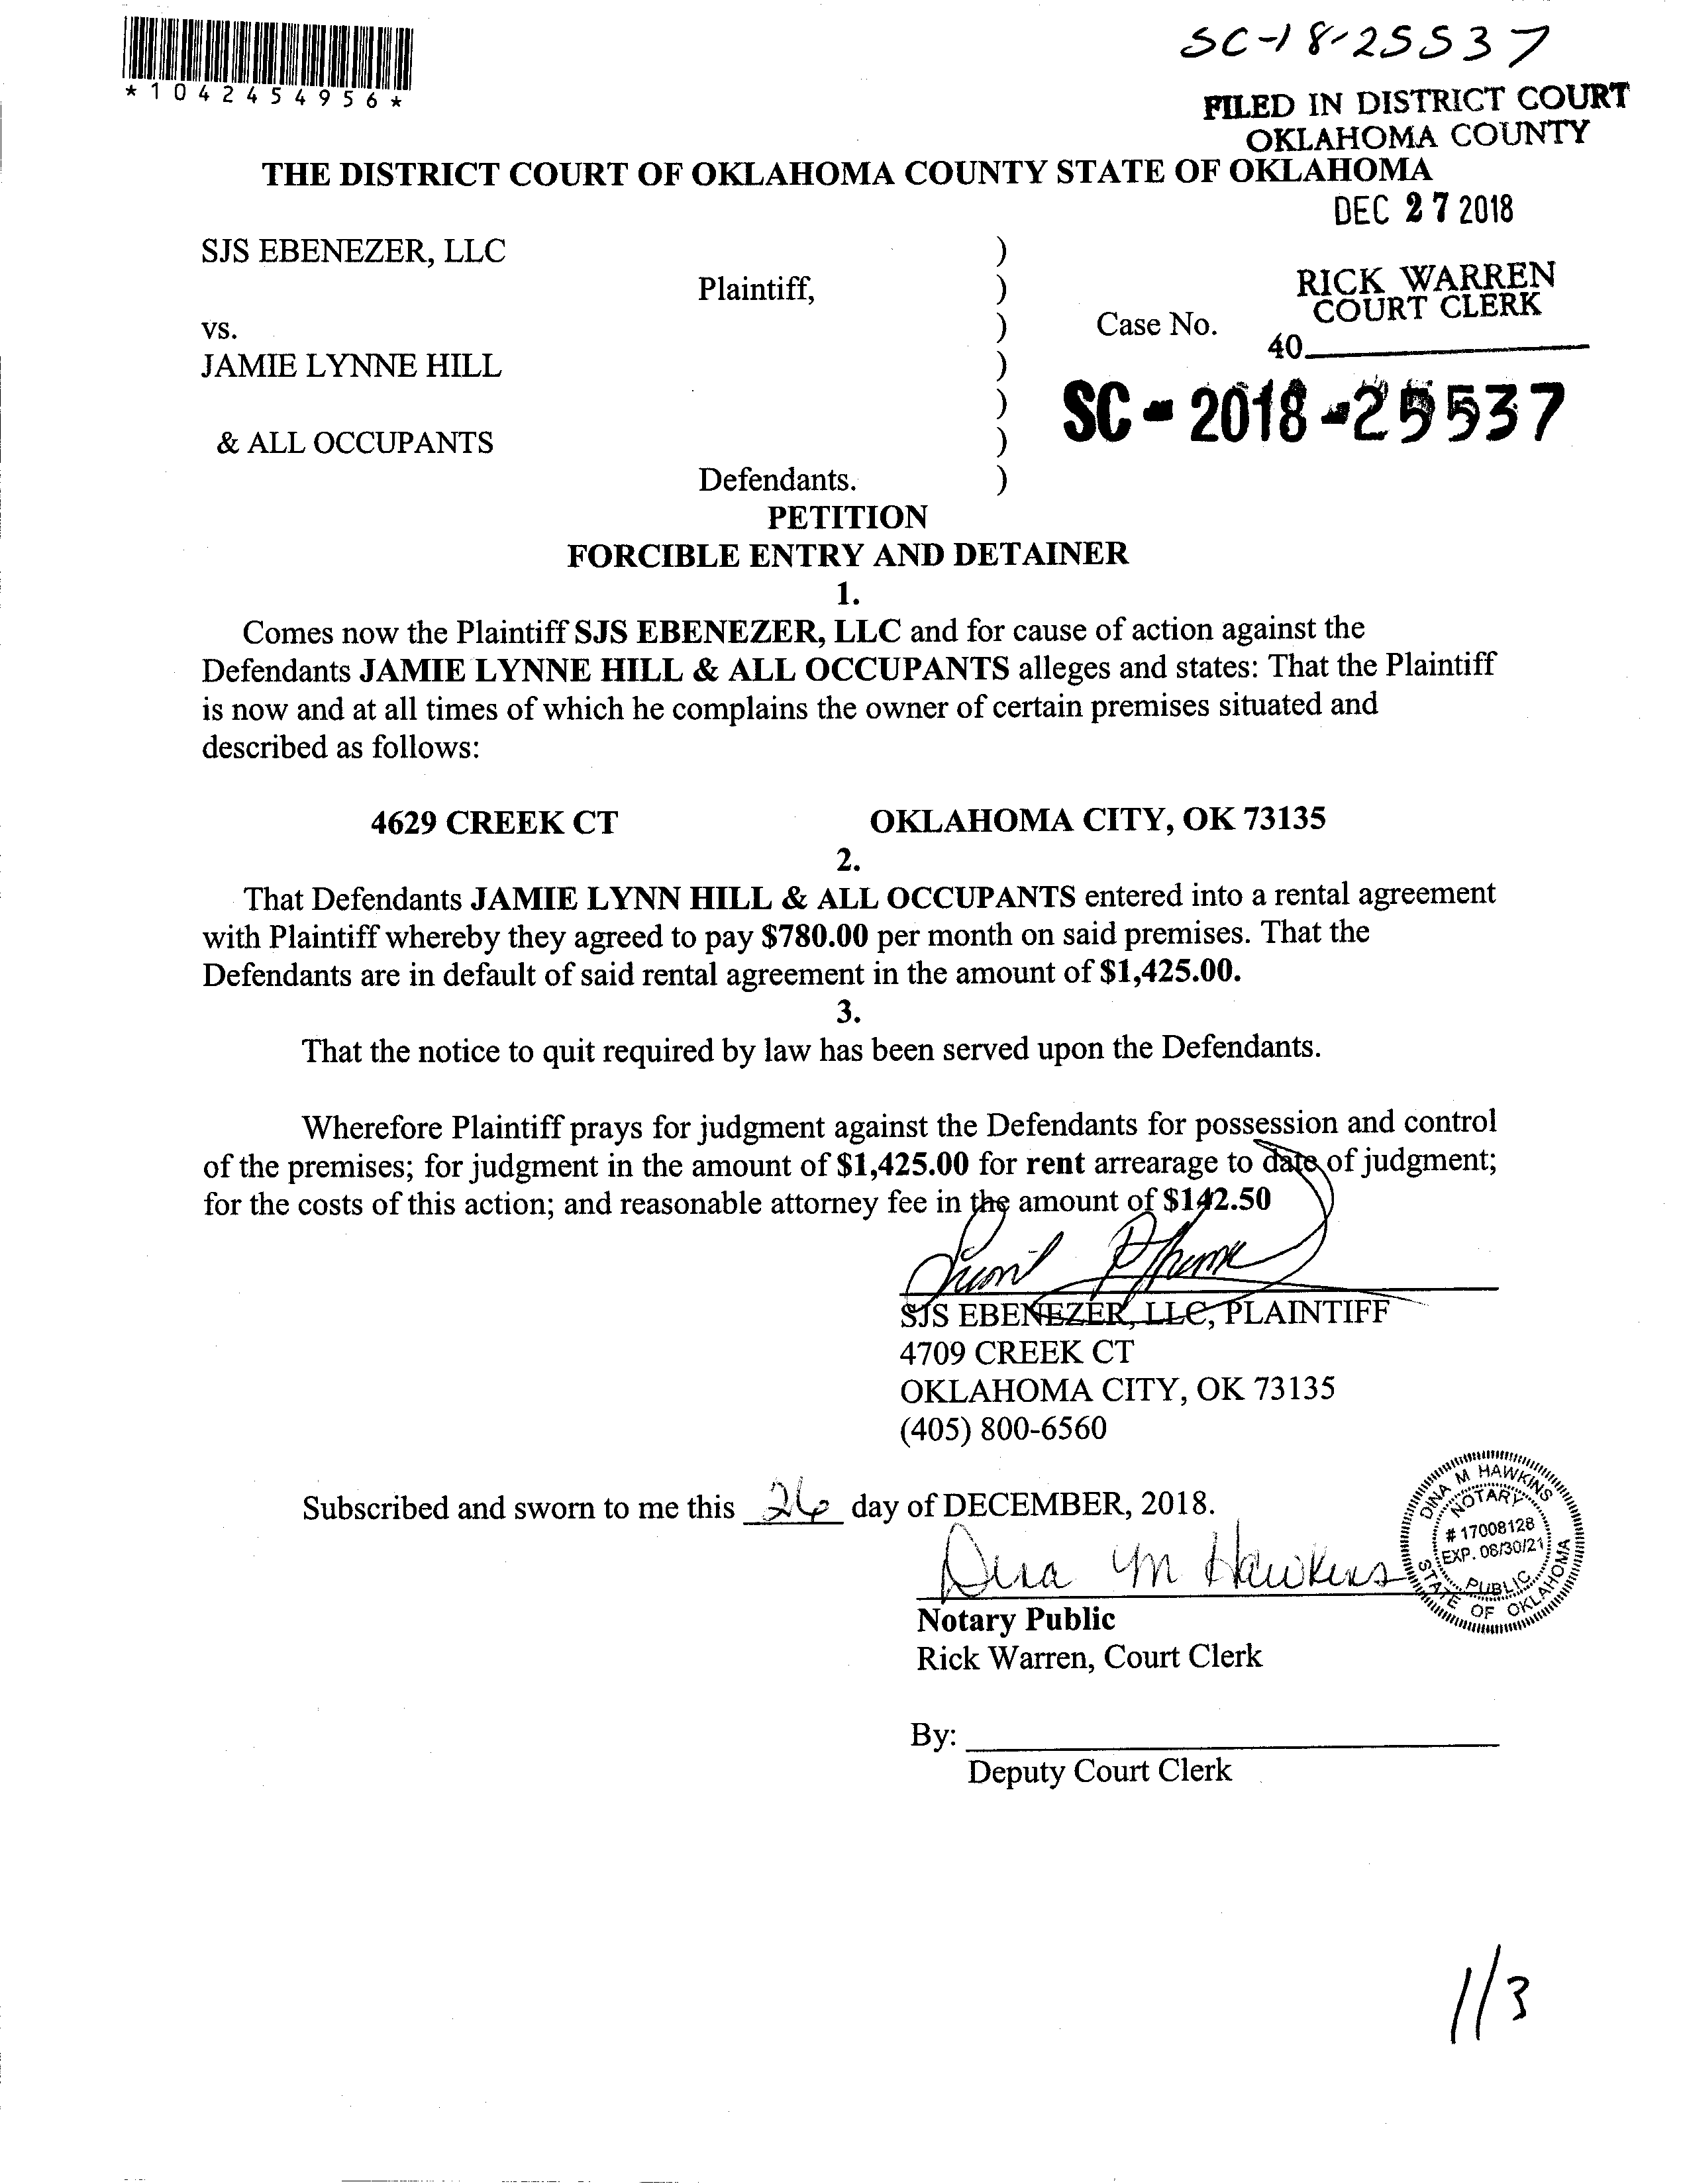 SC-18-25537
*1042454956*
FILED IN DISTRICT COURT
OKLAHOMA COUNTY
THE DISTRICT COURT OF OKLAHOMA COUNTY STATE OF OKLAHOMA
DEC 27 2018
SJS EBENEZER, LLC )
Plaintiff, )
RICK WARREN
COURT CLERK
vs. ) Case No.
40
JAMIE LYNNE HILL )
)
SC-2018-25537
& ALL OCCUPANTS )
Defendants. )
PETITION
FORCIBLE ENTRY AND DETAINER
1.
Comes now the Plaintiff SJS EBENEZER, LLC and for cause of action against the
Defendants JAMIE LYNNE HILL & ALL OCCUPANTS alleges and states: That the Plaintiff
is now and at all times of which he complains the owner of certain premises situated and
described as follows:
4629 CREEK CT OKLAHOMA CITY, OK 73135
2.
That Defendants JAMIE LYNN HILL & ALL OCCUPANTS entered into a rental agreement
with Plaintiff whereby they agreed to pay $780.00 per month on said premises. That the
Defendants are in default of said rental agreement in the amount of $1,425.00.
3.
That the notice to quit required by law has been served upon the Defendants.
Wherefore Plaintiff prays for judgment against the Defendants for possession and control
of the premises; for judgment in the amount of $1,425.00 for rent arrearage to date of judgment;
for the costs of this action; and reasonable attorney fee in the amount of $142.50
SJS EBENEZER, LLC, PLAINTIFF
4709 CREEK CT
OKLAHOMA CITY, OK 73135
(405) 800-6560
Subscribed and sworn to me this 26 day of DECEMBER, 2018.
Dina M Hawkins
DINA M HAWKINS
NOTARY
# 17008128
EXP. 08/30/21
PUBLIC
STATE OF OKLAHOMA
Notary Public
Rick Warren, Court Clerk
By:
Deputy Court Clerk
1/3